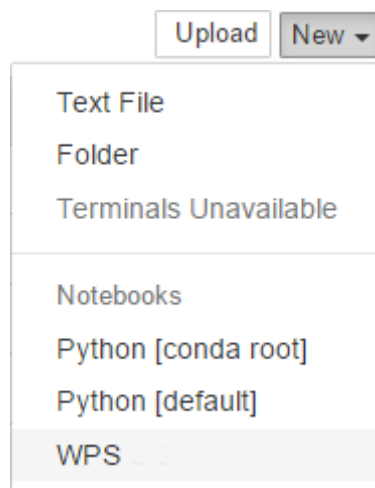 Upload New
Text File
Folder
Terminals Unavailable
Notebooks
Python [conda root]
Python [default]
WPS